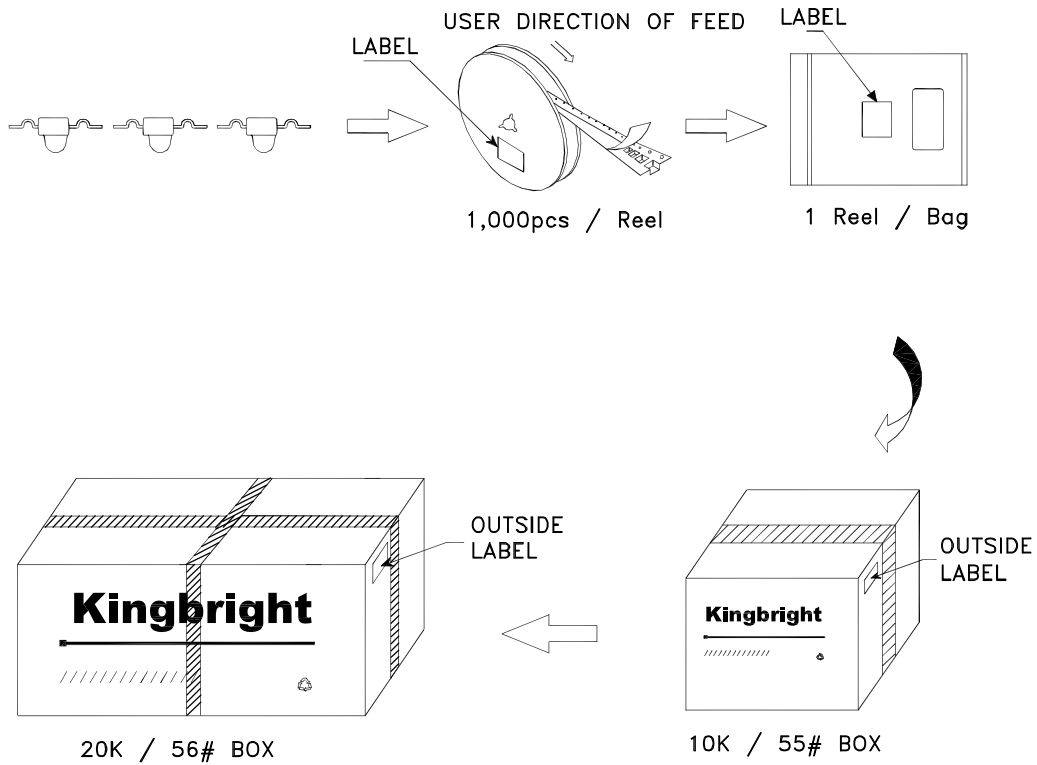 USER DIRECTION OF FEED
LABEL
LABEL
1,000pcs / Reel
1 Reel / Bag
OUTSIDE
LABEL
OUTSIDE
LABEL
Kingbright
Kingbright
20K / 56# BOX
10K / 55# BOX